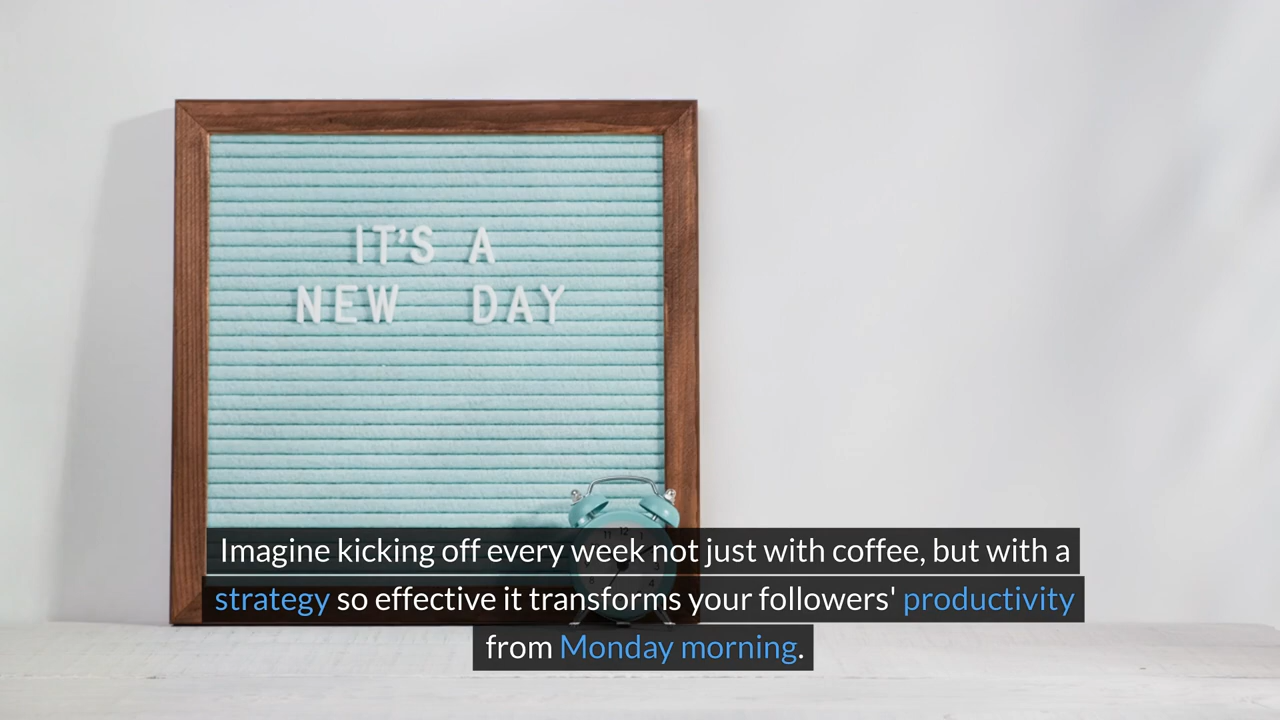 IT'S A
NEW DAY
Imagine kicking off every week not just with coffee, but with a
strategy so effective it transforms your followers' productivity
from Monday morning.